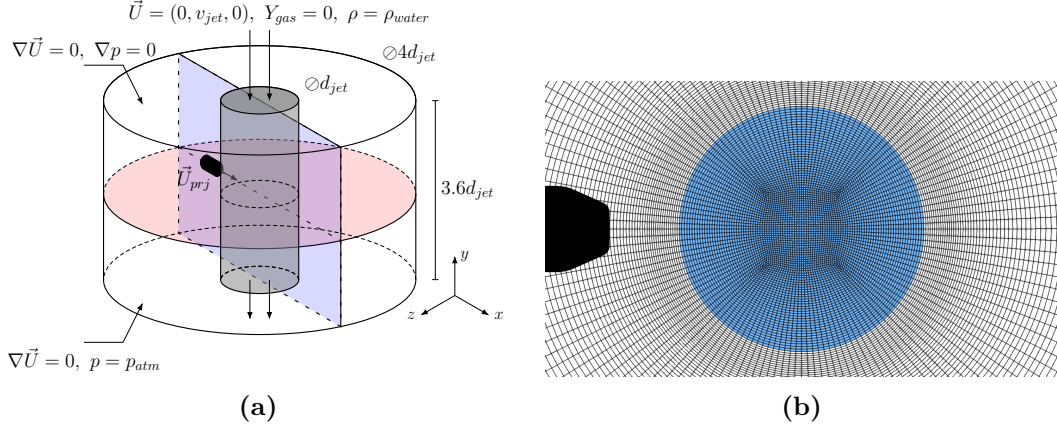 $\vec{U} = (0, v_{jet}, 0),\ Y_{gas} = 0,\ \rho = \rho_{water}$
$\nabla\vec{U} = 0,\ \nabla p = 0$
$\oslash 4d_{jet}$
$\oslash d_{jet}$
$\vec{U}_{prj}$
$3.6d_{jet}$
y
z
x
$\nabla\vec{U} = 0,\ p = p_{atm}$
(a)
(b)